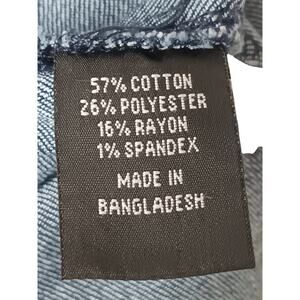 57% COTTON
26% POLYESTER
16% RAYON
1% SPANDEX
MADE IN
BANGLADESH